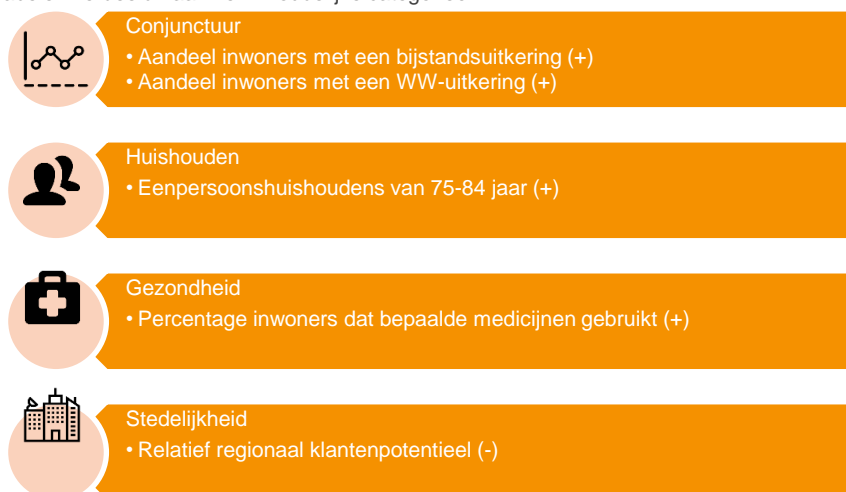 Conjunctuur
• Aandeel inwoners met een bijstandsuitkering (+)
• Aandeel inwoners met een WW-uitkering (+)
Huishouden
• Eenpersoonshuishoudens van 75-84 jaar (+)
Gezondheid
• Percentage inwoners dat bepaalde medicijnen gebruikt (+)
Stedelijkheid
• Relatief regionaal klantenpotentieel (-)